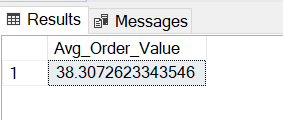 Results Messages
Avg_Order_Value
1 38.3072623343546